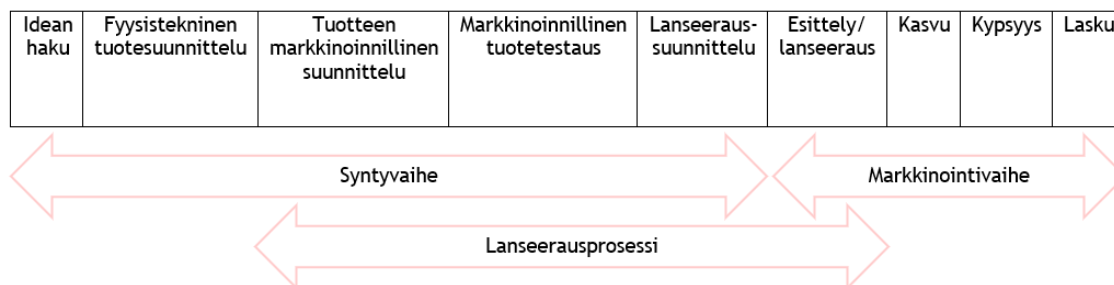 Idean
haku
Fyysistekninen
tuotesuunnittelu
Tuotteen
markkinoinnillinen
suunnittelu
Markkinoinnillinen
tuotetestaus
Lanseeraus-
suunnittelu
Esittely/
lanseeraus
Kasvu
Kypsyys
Lasku
Syntyvaihe
Markkinointivaihe
Lanseerausprosessi